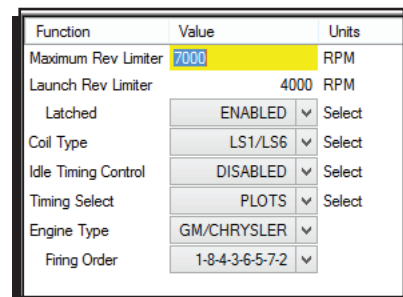 Function Value Units
Maximum Rev Limiter 7000 RPM
Launch Rev Limiter 4000 RPM
Latched ENABLED Select
Coil Type LS1/LS6 Select
Idle Timing Control DISABLED Select
Timing Select PLOTS Select
Engine Type GM/CHRYSLER
Firing Order 1-8-4-3-6-5-7-2